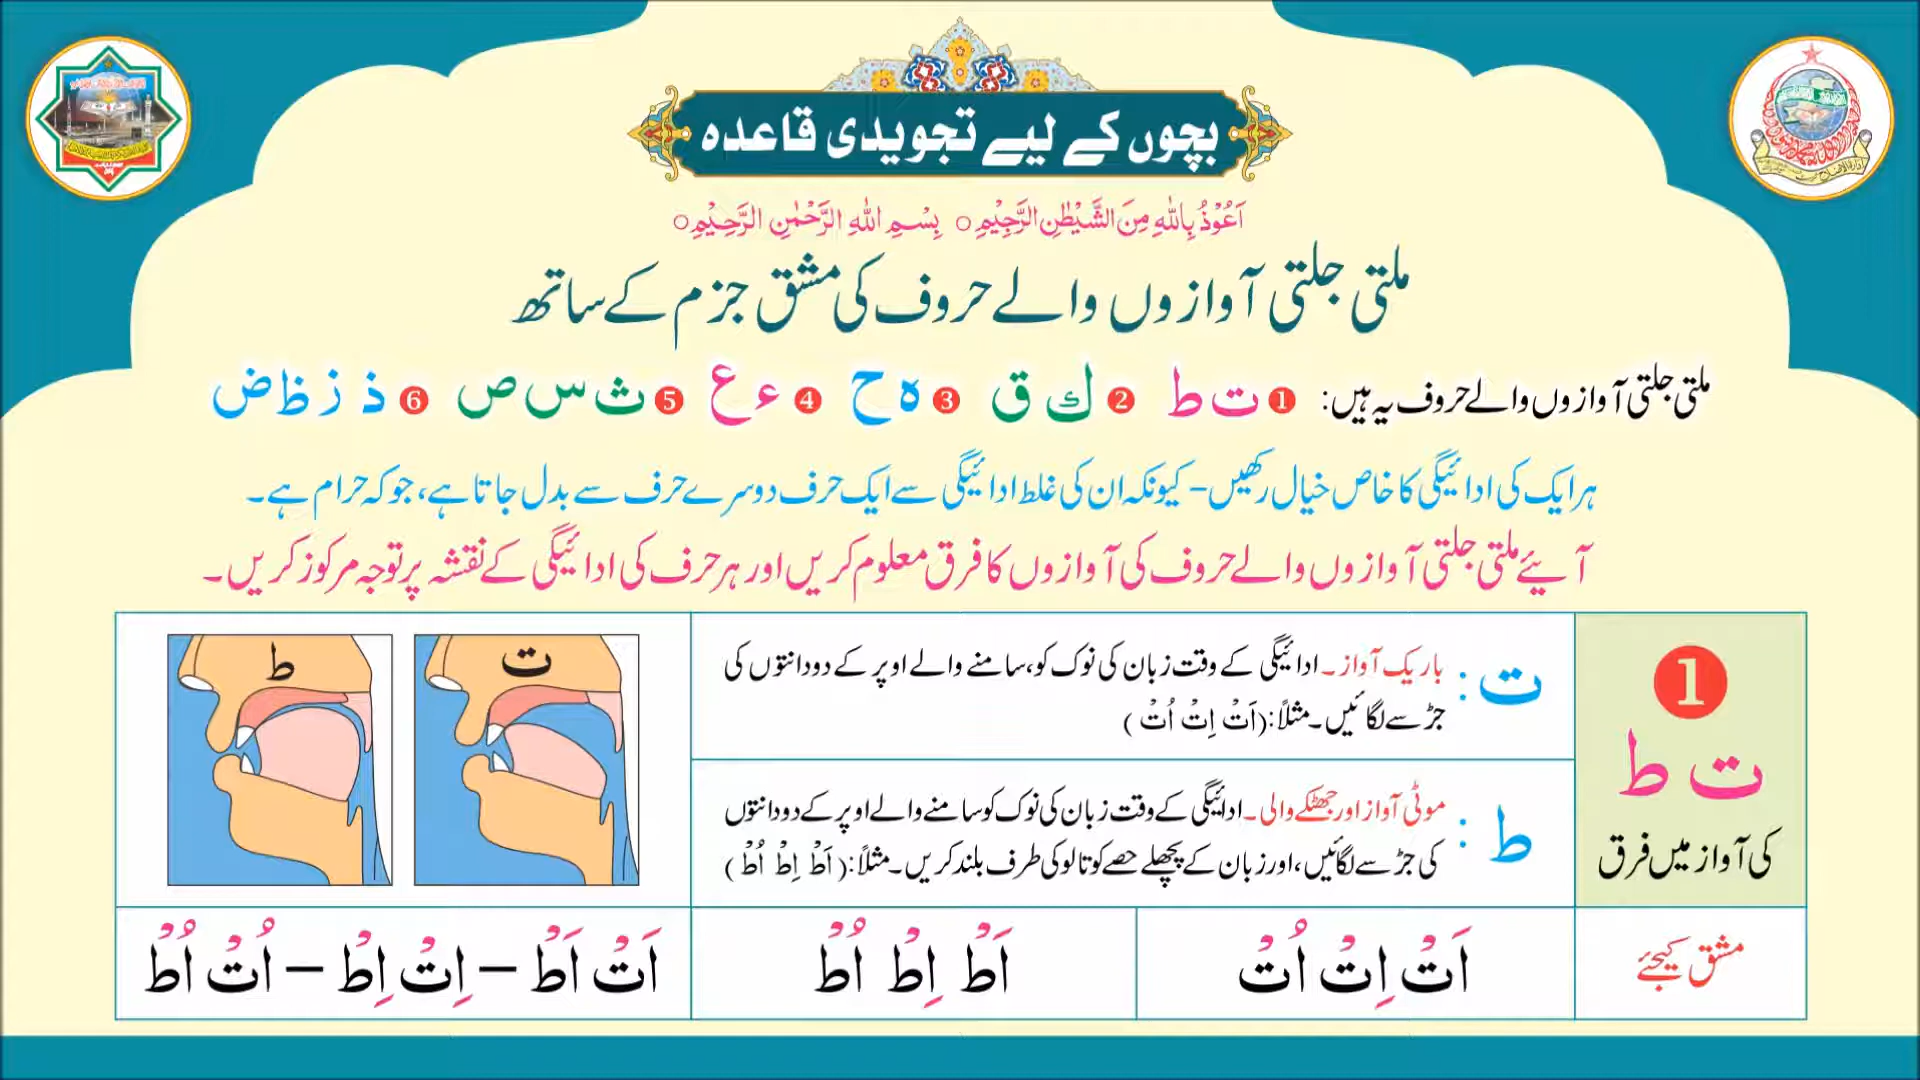 بچوں کے لیے تجویدی قاعدہ
اَعُوْذُ بِاللّٰهِ مِنَ الشَّيْطٰنِ الرَّجِيْمِ ○ بِسْمِ اللّٰهِ الرَّحْمٰنِ الرَّحِيْمِ ○
ملتی جلتی آوازوں والے حروف کی مشق جزم کے ساتھ
ملتی جلتی آوازوں والے حروف یہ ہیں: 1 ت ط 2 ك ق 3 ہ ح 4 ء ع 5 ث س ص 6 ذ ز ظ ض
ہر ایک کی ادائیگی کا خاص خیال رکھیں- کیونکہ ان کی غلط ادائیگی سے ایک حرف دوسرے حرف سے بدل جاتا ہے، جو کہ حرام ہے۔
آیئے ملتی جلتی آوازوں والے حروف کی آوازوں کا فرق معلوم کریں اور ہر حرف کی ادائیگی کے نقشہ پر توجہ مرکوز کریں۔
1
ت ط
کی آواز میں فرق
ت : باریک آواز۔ ادائیگی کے وقت زبان کی نوک کو، سامنے والے اوپر کے دو دانتوں کی
جڑ سے لگائیں۔ مثلاً: (اَتْ اِتْ اُتْ)
ط : موٹی آواز اور جھٹکے والی۔ ادائیگی کے وقت زبان کی نوک کو سامنے والے اوپر کے دو دانتوں
کی جڑ سے لگائیں، اور زبان کے پچھلے حصے کو تالو کی طرف بلند کریں۔ مثلاً: (اَطْ اِطْ اُطْ)
ت
ط
مشق کیجئے
اَتْ اِتْ اُتْ
اَطْ اِطْ اُطْ
اَتْ اَطْ – اِتْ اِطْ – اُتْ اُطْ